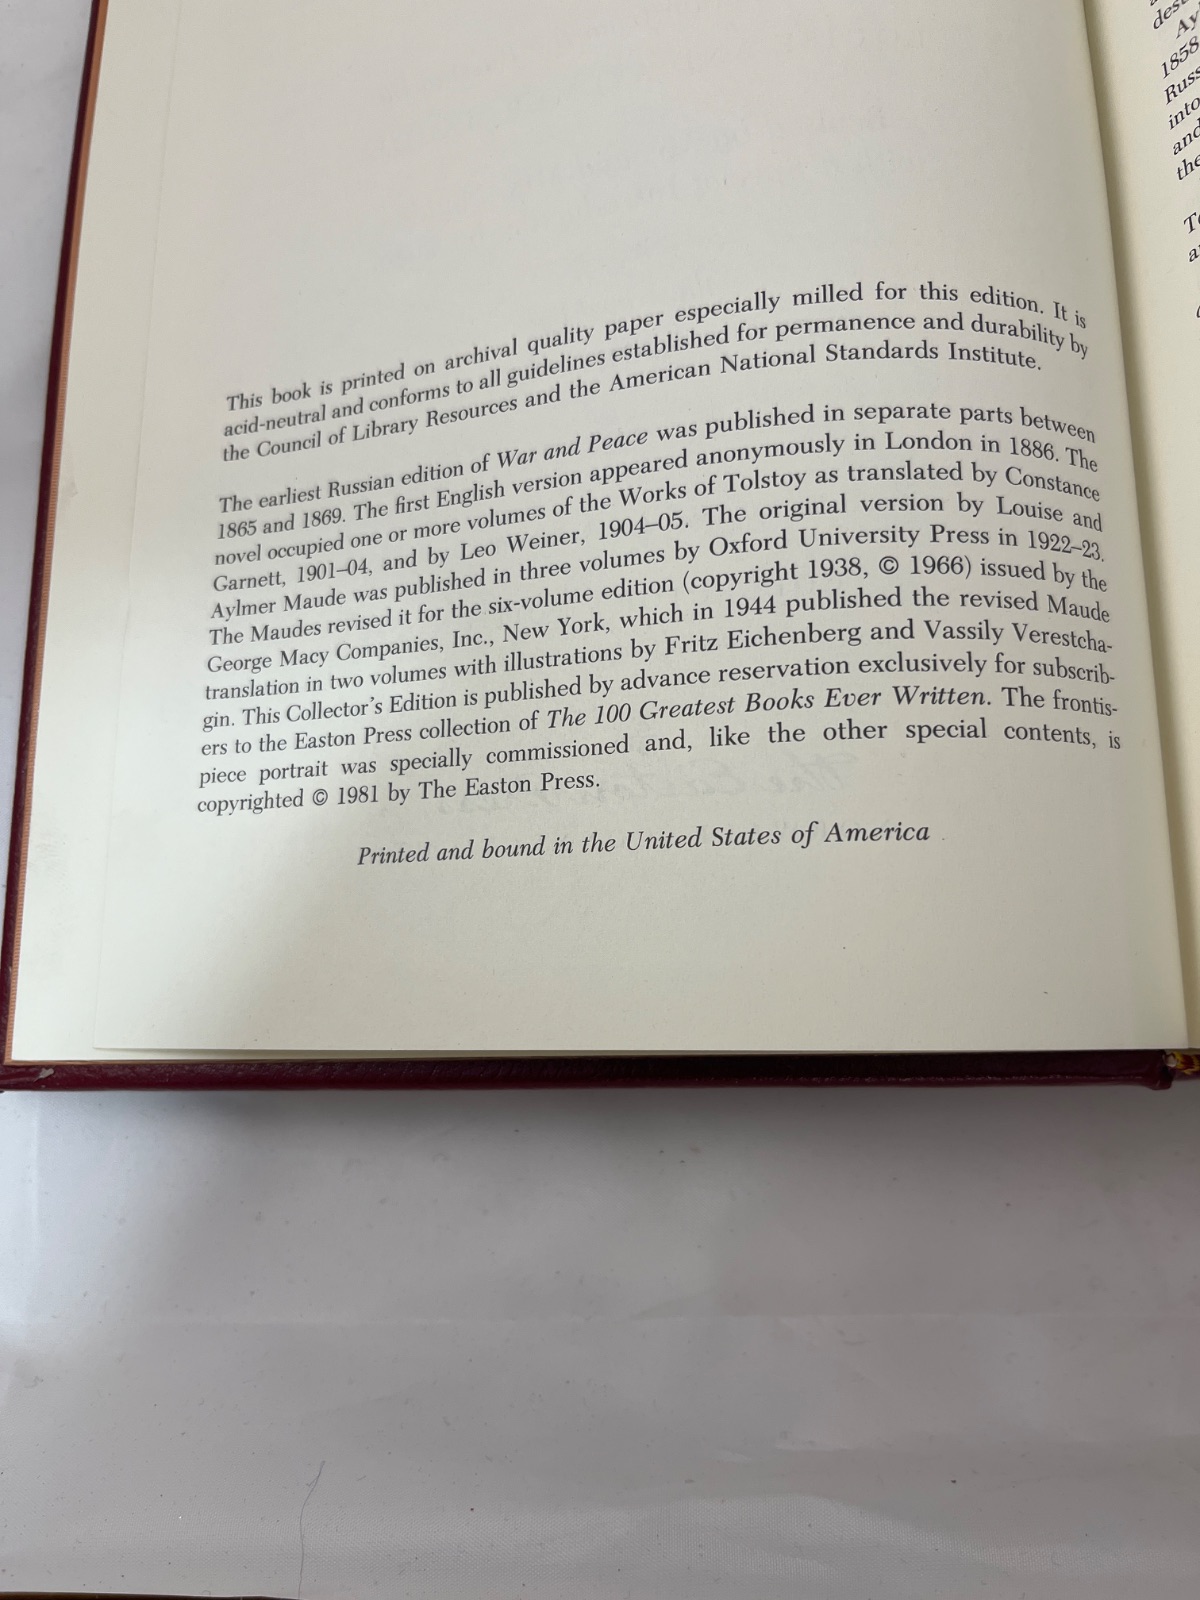 This book is printed on archival quality paper especially milled for this edition. It is
acid-neutral and conforms to all guidelines established for permanence and durability by
the Council of Library Resources and the American National Standards Institute.
The earliest Russian edition of War and Peace was published in separate parts between
1865 and 1869. The first English version appeared anonymously in London in 1886. The
novel occupied one or more volumes of the Works of Tolstoy as translated by Constance
Garnett, 1901–04, and by Leo Weiner, 1904–05. The original version by Louise and
Aylmer Maude was published in three volumes by Oxford University Press in 1922–23.
The Maudes revised it for the six-volume edition (copyright 1938, © 1966) issued by the
George Macy Companies, Inc., New York, which in 1944 published the revised Maude
translation in two volumes with illustrations by Fritz Eichenberg and Vassily Verestcha-
gin. This Collector's Edition is published by advance reservation exclusively for subscrib-
ers to the Easton Press collection of The 100 Greatest Books Ever Written. The frontis-
piece portrait was specially commissioned and, like the other special contents, is
copyrighted © 1981 by The Easton Press.
Printed and bound in the United States of America
1858
Russ
into
and
the